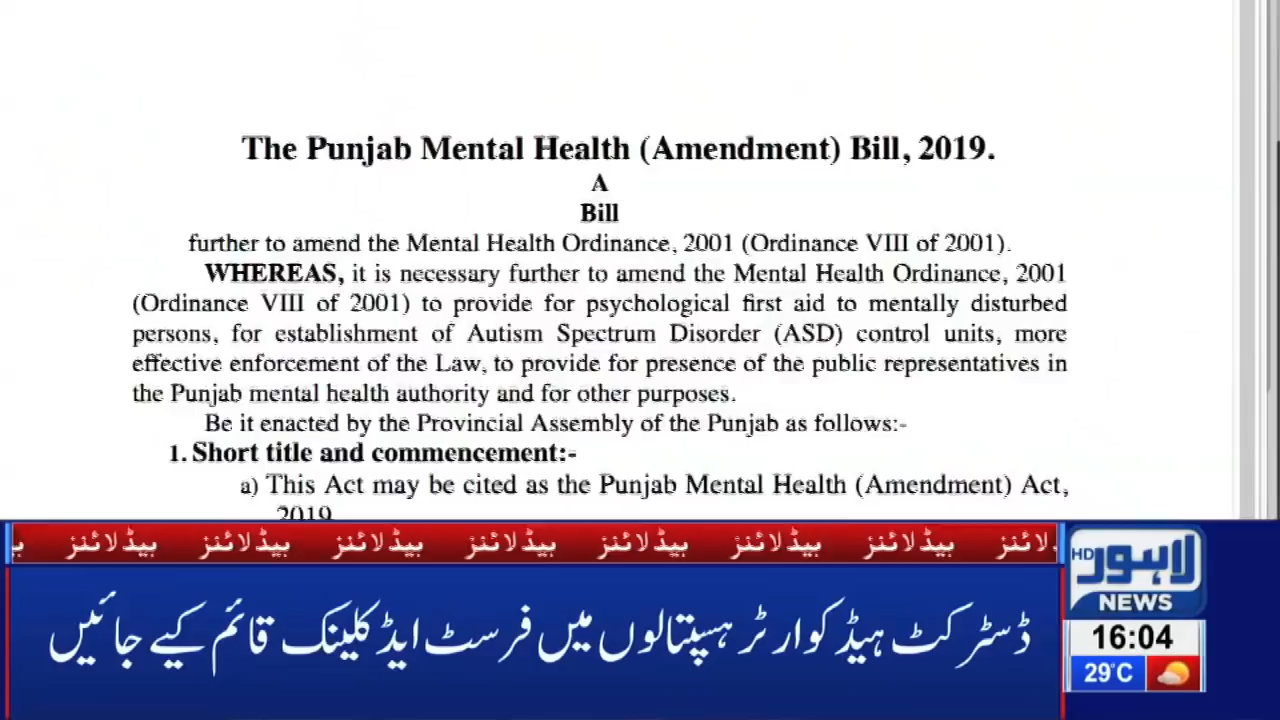 The Punjab Mental Health (Amendment) Bill, 2019.
A
Bill
further to amend the Mental Health Ordinance, 2001 (Ordinance VIII of 2001).
WHEREAS, it is necessary further to amend the Mental Health Ordinance, 2001
(Ordinance VIII of 2001) to provide for psychological first aid to mentally disturbed
persons, for establishment of Autism Spectrum Disorder (ASD) control units, more
effective enforcement of the Law, to provide for presence of the public representatives in
the Punjab mental health authority and for other purposes.
Be it enacted by the Provincial Assembly of the Punjab as follows:-
1. Short title and commencement:-
a) This Act may be cited as the Punjab Mental Health (Amendment) Act,
2019
ہیڈلائنز ہیڈلائنز ہیڈلائنز ہیڈلائنز ہیڈلائنز ہیڈلائنز ہیڈلائنز
ڈسٹرکٹ ہیڈکوارٹر ہسپتالوں میں فرسٹ ایڈ کلینک قائم کیے جائیں
HD لاہور
NEWS
16:04
29°C